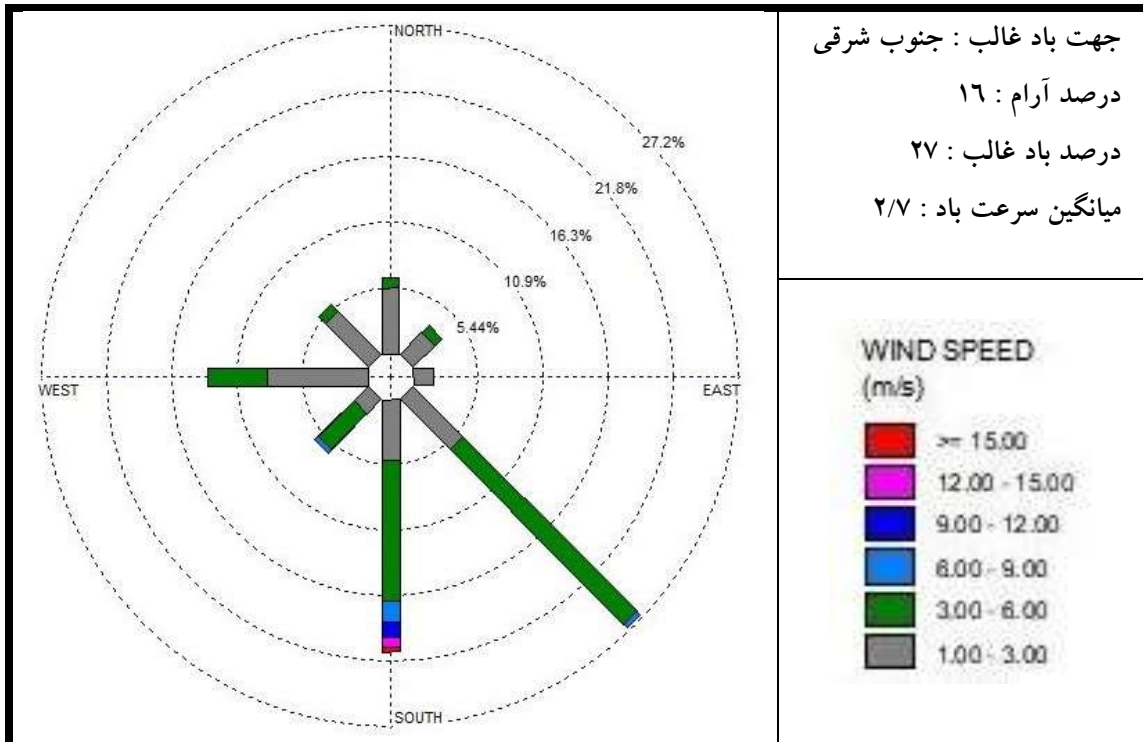 جهت باد غالب : جنوب شرقی
درصد آرام : ۱۶
درصد باد غالب : ۲۷
میانگین سرعت باد : ۲/۷
NORTH
27.2%
21.8%
16.3%
10.9%
5.44%
WEST
EAST
SOUTH
WIND SPEED
(m/s)
>= 15.00
12.00 - 15.00
9.00 - 12.00
6.00 - 9.00
3.00 - 6.00
1.00 - 3.00